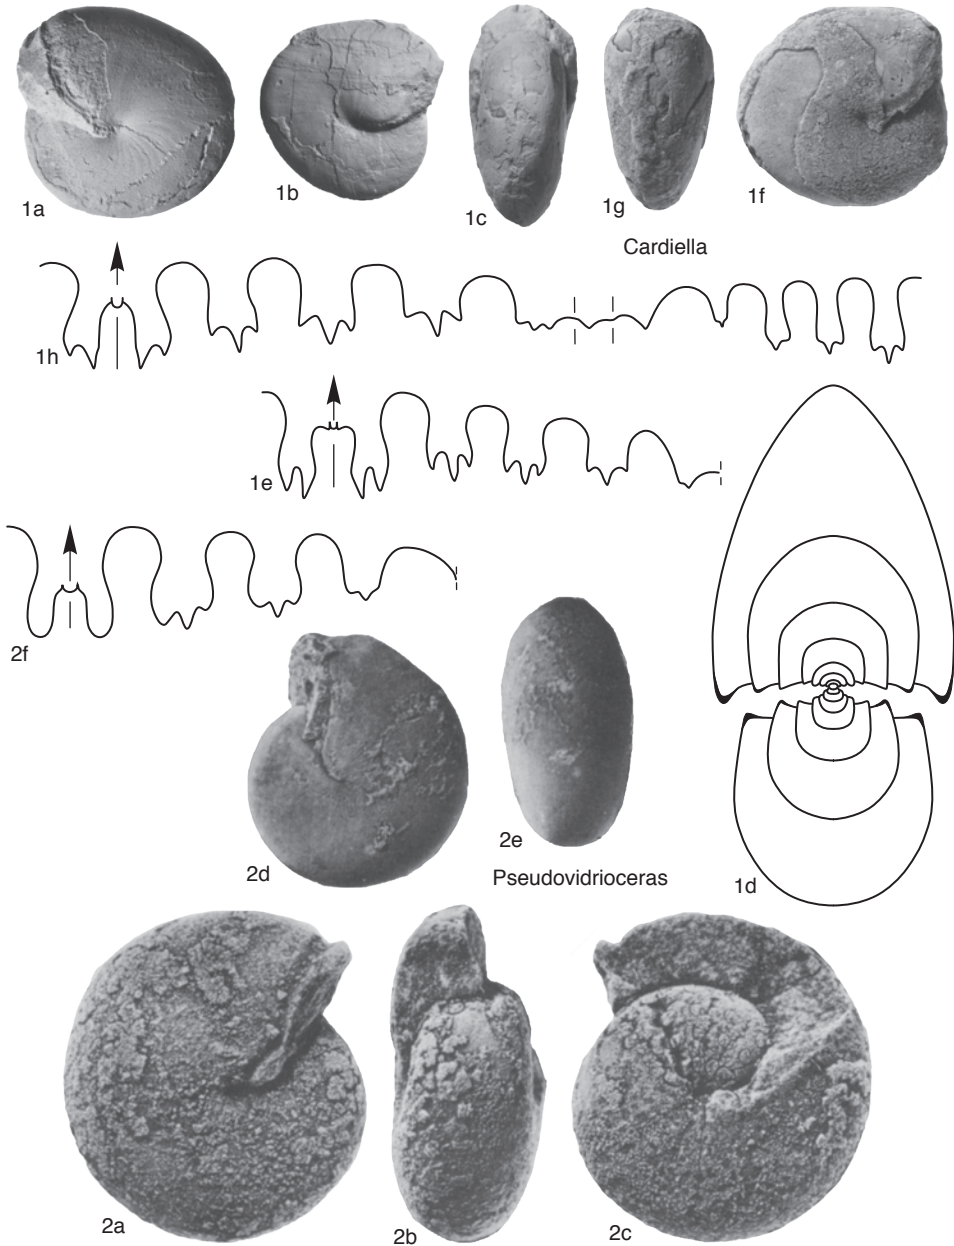 1a
1b
1c
1g
1f
Cardiella
1h
1e
2f
2d
2e
Pseudovidrioceras
1d
2a
2b
2c